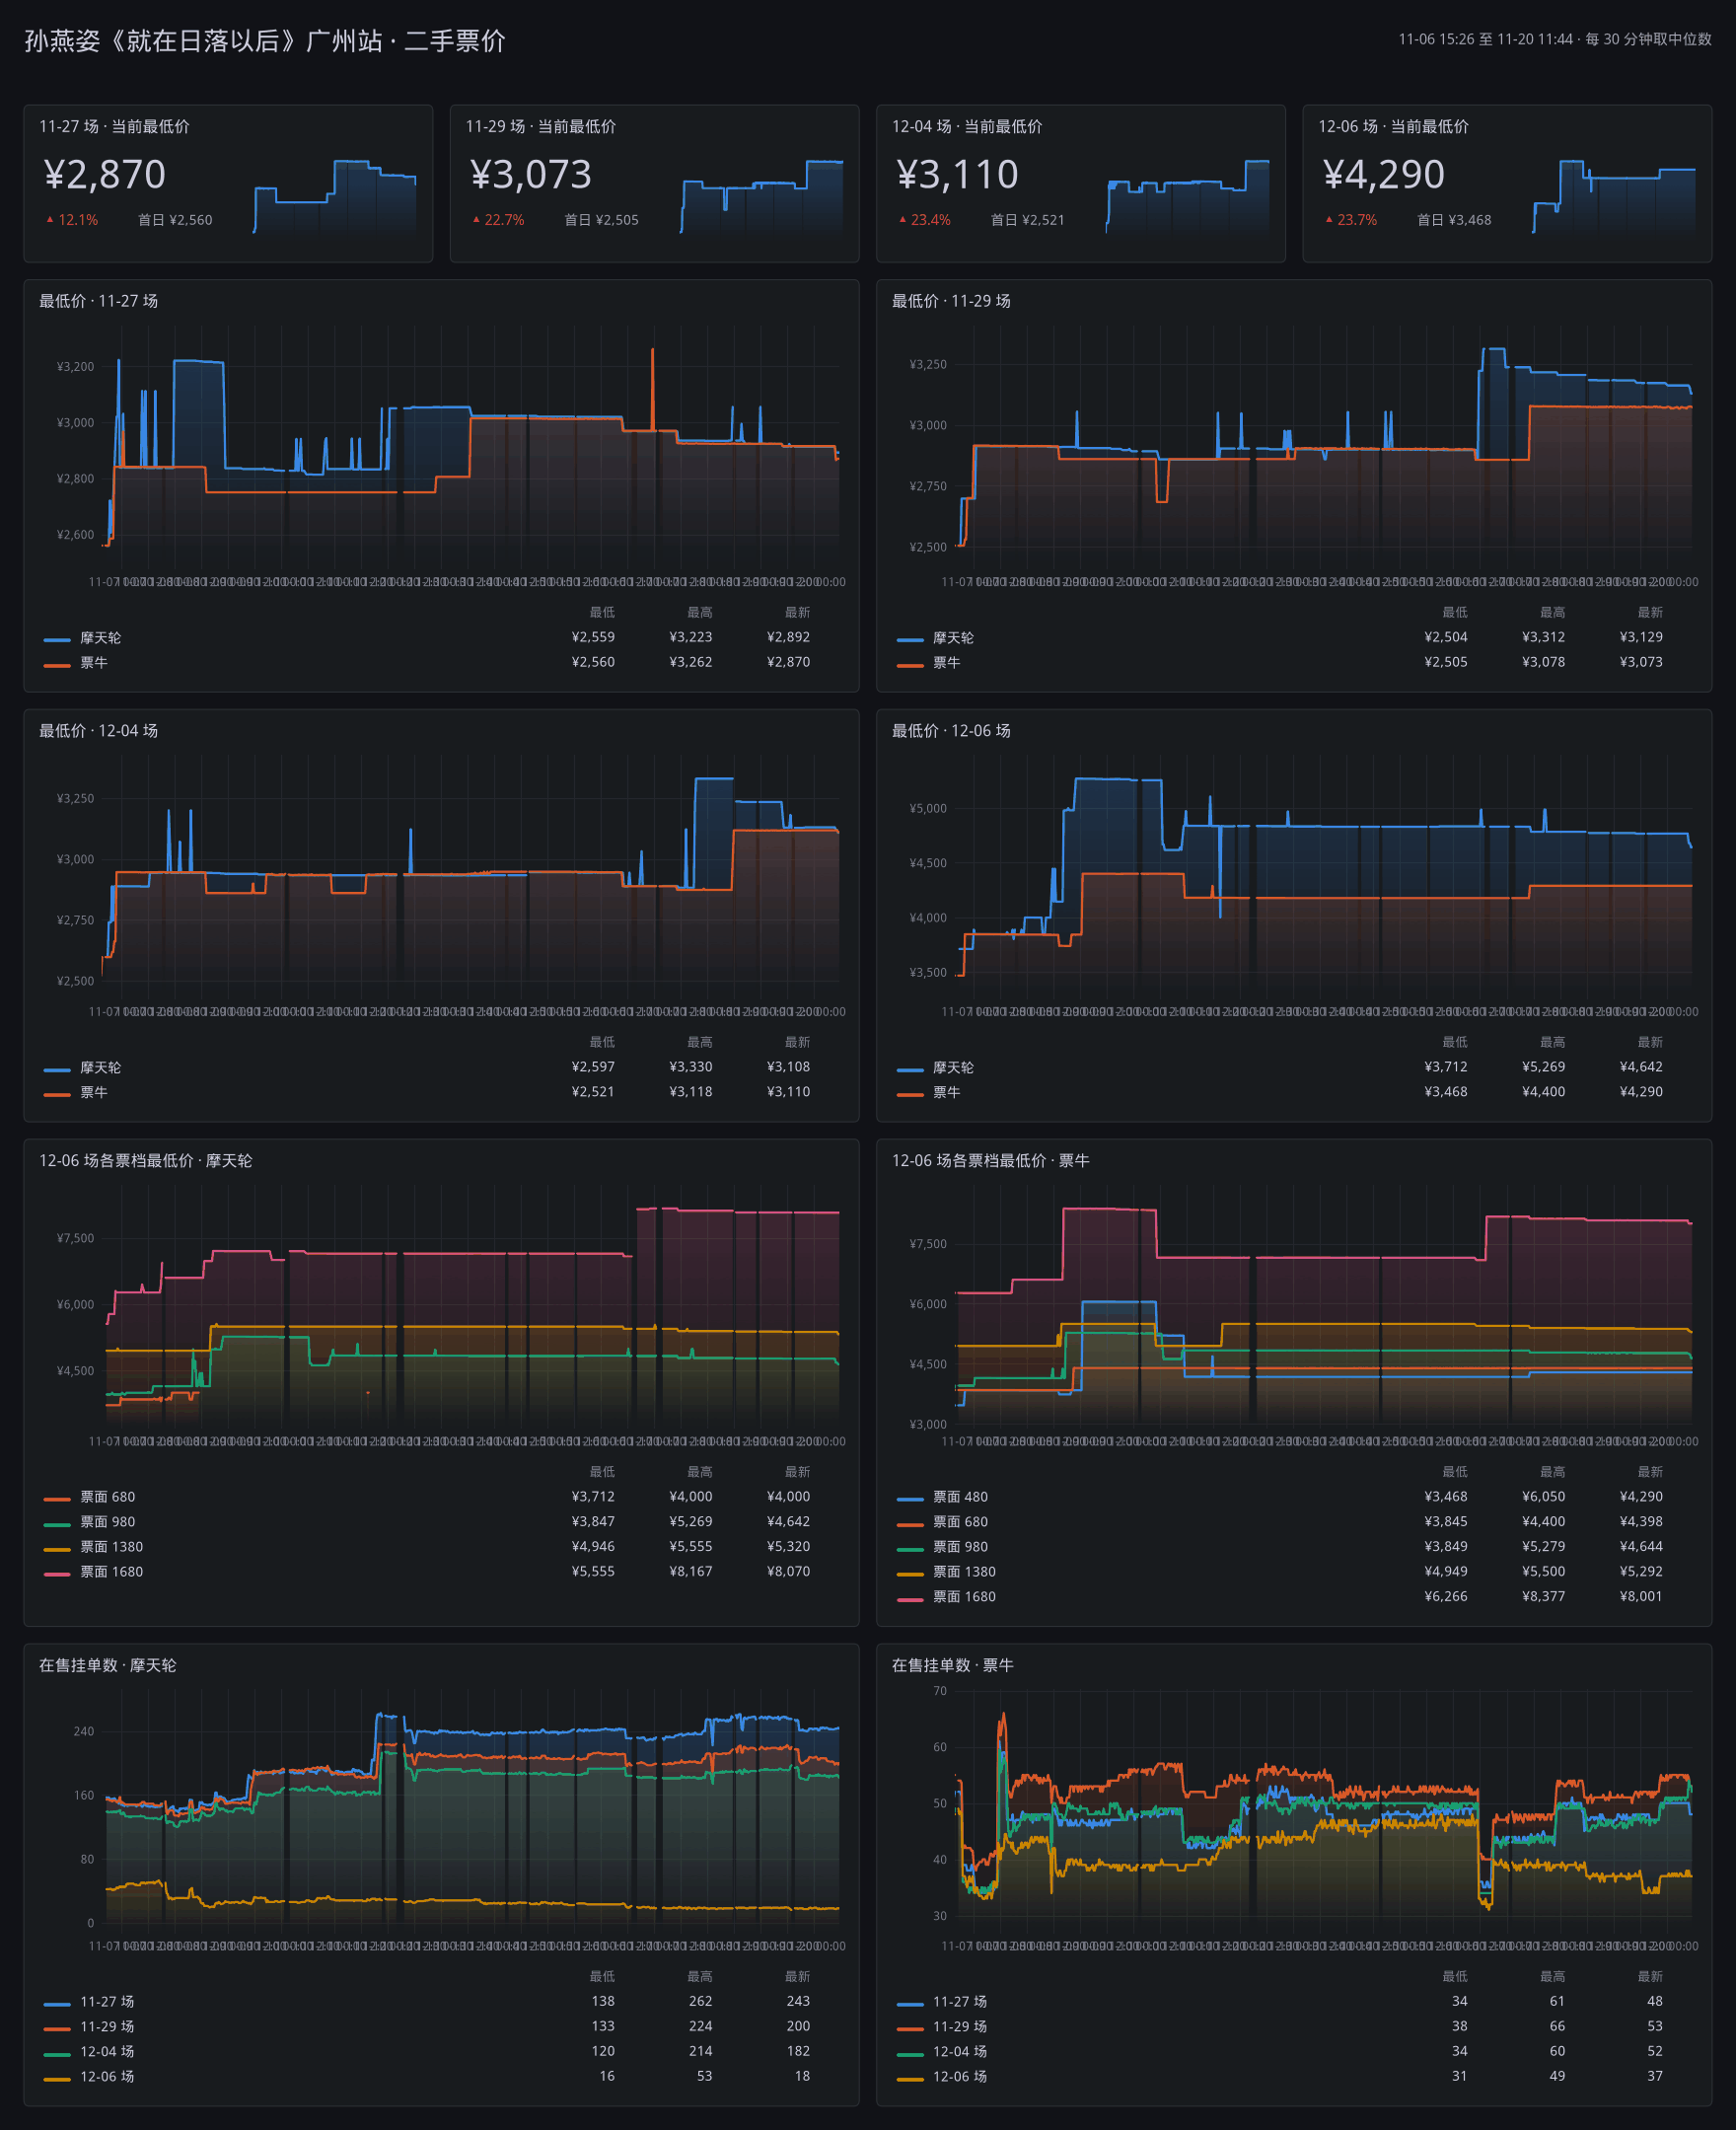 孙燕姿《就在日落以后》广州站 · 二手票价
11-06 15:26 至 11-20 11:44 · 每 30 分钟取中位数
11-27 场 · 当前最低价
¥2,870
▲ 12.1% 首日 ¥2,560
11-29 场 · 当前最低价
¥3,073
▲ 22.7% 首日 ¥2,505
12-04 场 · 当前最低价
¥3,110
▲ 23.4% 首日 ¥2,521
12-06 场 · 当前最低价
¥4,290
▲ 23.7% 首日 ¥3,468
最低价 · 11-27 场
¥3,200
¥3,000
¥2,800
¥2,600
最低 最高 最新
摩天轮 ¥2,559 ¥3,223 ¥2,892
票牛 ¥2,560 ¥3,262 ¥2,870
最低价 · 11-29 场
¥3,250
¥3,000
¥2,750
¥2,500
最低 最高 最新
摩天轮 ¥2,504 ¥3,312 ¥3,129
票牛 ¥2,505 ¥3,078 ¥3,073
最低价 · 12-04 场
¥3,250
¥3,000
¥2,750
¥2,500
最低 最高 最新
摩天轮 ¥2,597 ¥3,330 ¥3,108
票牛 ¥2,521 ¥3,118 ¥3,110
最低价 · 12-06 场
¥5,000
¥4,500
¥4,000
¥3,500
最低 最高 最新
摩天轮 ¥3,712 ¥5,269 ¥4,642
票牛 ¥3,468 ¥4,400 ¥4,290
12-06 场各票档最低价 · 摩天轮
¥7,500
¥6,000
¥4,500
最低 最高 最新
票面 680 ¥3,712 ¥4,000 ¥4,000
票面 980 ¥3,847 ¥5,269 ¥4,642
票面 1380 ¥4,946 ¥5,555 ¥5,320
票面 1680 ¥5,555 ¥8,167 ¥8,070
12-06 场各票档最低价 · 票牛
¥7,500
¥6,000
¥4,500
¥3,000
最低 最高 最新
票面 480 ¥3,468 ¥6,050 ¥4,290
票面 680 ¥3,845 ¥4,400 ¥4,398
票面 980 ¥3,849 ¥5,279 ¥4,644
票面 1380 ¥4,949 ¥5,500 ¥5,292
票面 1680 ¥6,266 ¥8,377 ¥8,001
在售挂单数 · 摩天轮
240
160
80
0
最低 最高 最新
11-27 场 138 262 243
11-29 场 133 224 200
12-04 场 120 214 182
12-06 场 16 53 18
在售挂单数 · 票牛
70
60
50
40
30
最低 最高 最新
11-27 场 34 61 48
11-29 场 38 66 53
12-04 场 34 60 52
12-06 场 31 49 37